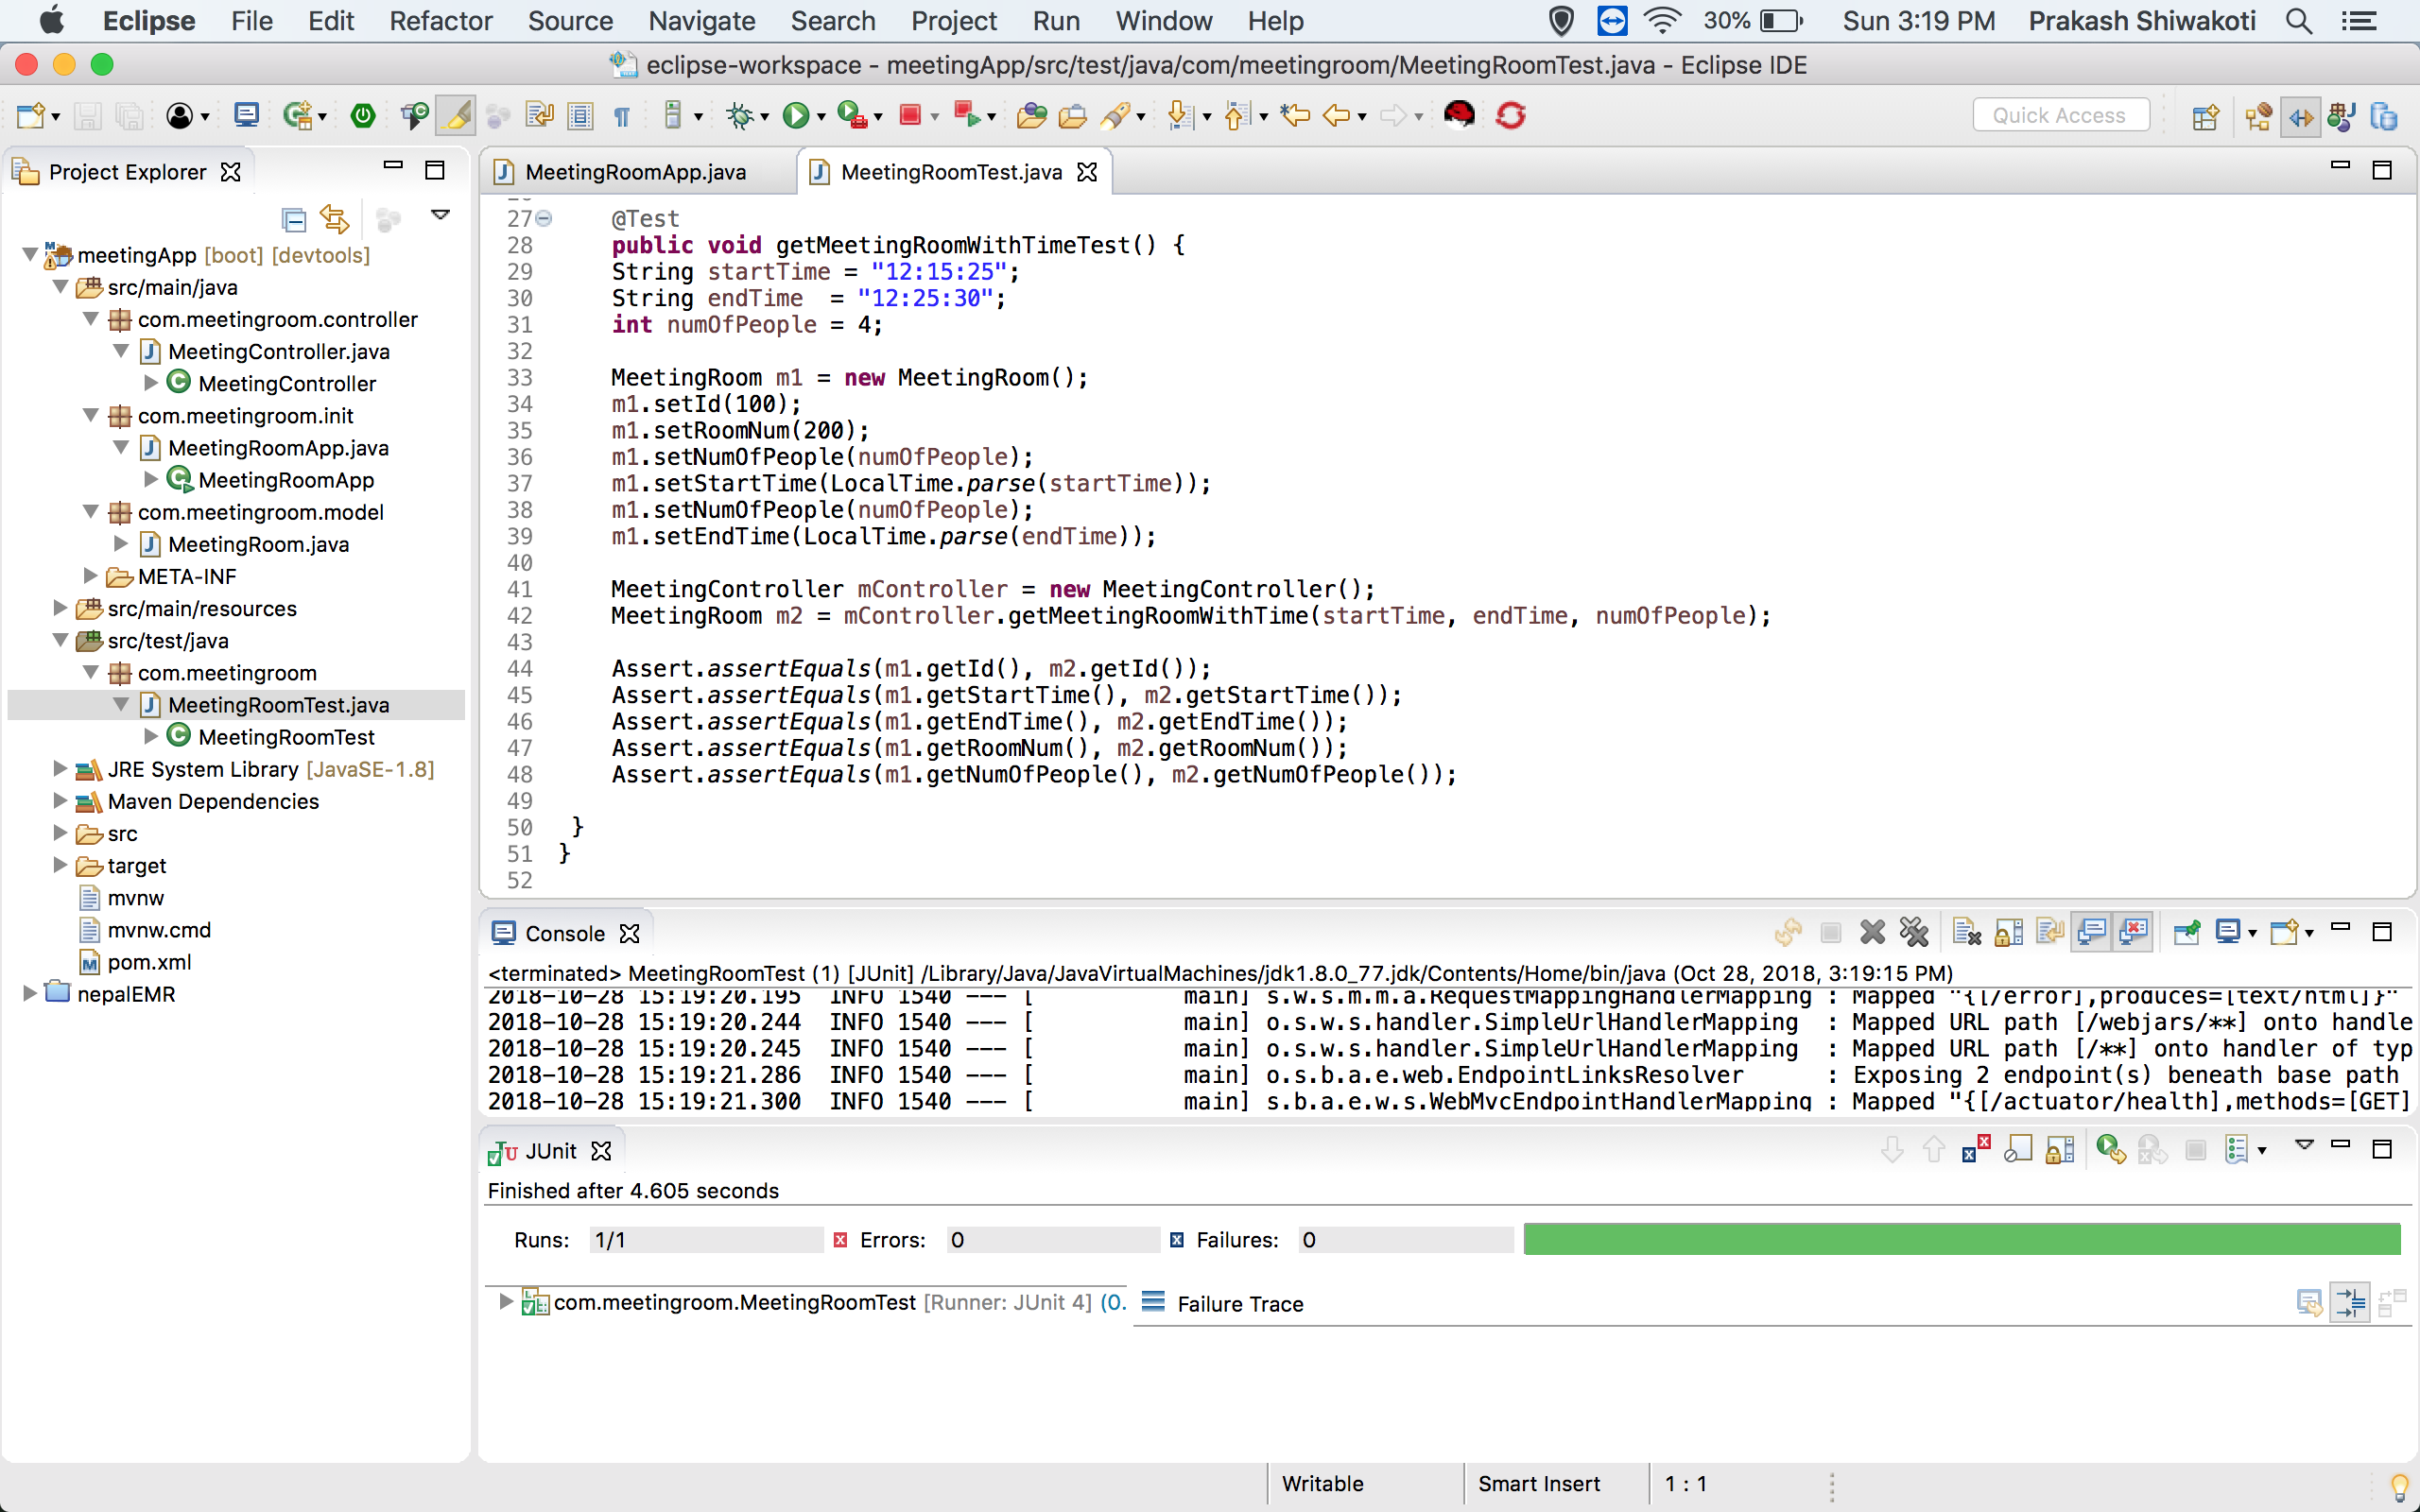 Eclipse File Edit Refactor Source Navigate Search Project Run Window Help 30% Sun 3:19 PM Prakash Shiwakoti
eclipse-workspace - meetingApp/src/test/java/com/meetingroom/MeetingRoomTest.java - Eclipse IDE
Quick Access
Project Explorer
meetingApp [boot] [devtools]
src/main/java
com.meetingroom.controller
MeetingController.java
MeetingController
com.meetingroom.init
MeetingRoomApp.java
MeetingRoomApp
com.meetingroom.model
MeetingRoom.java
META-INF
src/main/resources
src/test/java
com.meetingroom
MeetingRoomTest.java
MeetingRoomTest
JRE System Library [JavaSE-1.8]
Maven Dependencies
src
target
mvnw
mvnw.cmd
pom.xml
nepalEMR
MeetingRoomApp.java MeetingRoomTest.java
27 @Test
28 public void getMeetingRoomWithTimeTest() {
29 String startTime = "12:15:25";
30 String endTime  = "12:25:30";
31 int numOfPeople = 4;
32
33 MeetingRoom m1 = new MeetingRoom();
34 m1.setId(100);
35 m1.setRoomNum(200);
36 m1.setNumOfPeople(numOfPeople);
37 m1.setStartTime(LocalTime.parse(startTime));
38 m1.setNumOfPeople(numOfPeople);
39 m1.setEndTime(LocalTime.parse(endTime));
40
41 MeetingController mController = new MeetingController();
42 MeetingRoom m2 = mController.getMeetingRoomWithTime(startTime, endTime, numOfPeople);
43
44 Assert.assertEquals(m1.getId(), m2.getId());
45 Assert.assertEquals(m1.getStartTime(), m2.getStartTime());
46 Assert.assertEquals(m1.getEndTime(), m2.getEndTime());
47 Assert.assertEquals(m1.getRoomNum(), m2.getRoomNum());
48 Assert.assertEquals(m1.getNumOfPeople(), m2.getNumOfPeople());
49
50 }
51 }
52
Console
<terminated> MeetingRoomTest (1) [JUnit] /Library/Java/JavaVirtualMachines/jdk1.8.0_77.jdk/Contents/Home/bin/java (Oct 28, 2018, 3:19:15 PM)
2018-10-28 15:19:20.195  INFO 1540 --- [           main] s.w.s.m.m.a.RequestMappingHandlerMapping : Mapped "{[/error],produces=[text/html]}"
2018-10-28 15:19:20.244  INFO 1540 --- [           main] o.s.w.s.handler.SimpleUrlHandlerMapping  : Mapped URL path [/webjars/**] onto handle
2018-10-28 15:19:20.245  INFO 1540 --- [           main] o.s.w.s.handler.SimpleUrlHandlerMapping  : Mapped URL path [/**] onto handler of typ
2018-10-28 15:19:21.286  INFO 1540 --- [           main] o.s.b.a.e.web.EndpointLinksResolver      : Exposing 2 endpoint(s) beneath base path
2018-10-28 15:19:21.300  INFO 1540 --- [           main] s.b.a.e.w.s.WebMvcEndpointHandlerMapping : Mapped "{[/actuator/health],methods=[GET]
JUnit
Finished after 4.605 seconds
Runs: 1/1 Errors: 0 Failures: 0
com.meetingroom.MeetingRoomTest [Runner: JUnit 4] (0. Failure Trace
Writable Smart Insert 1 : 1